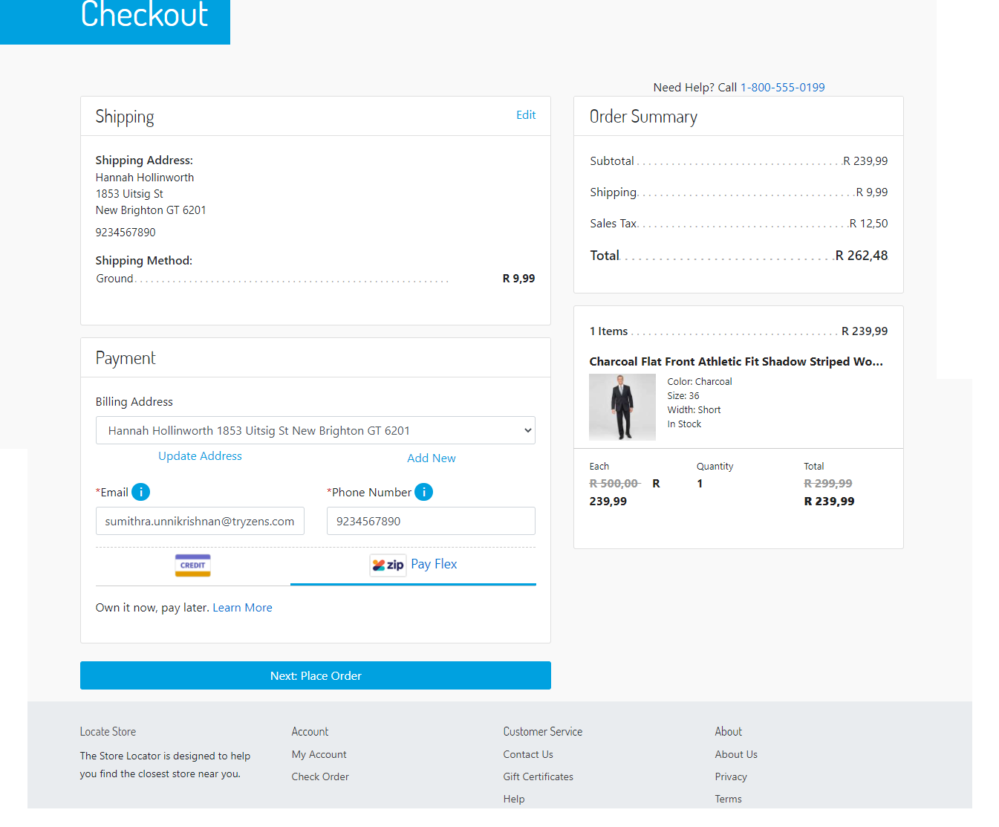 Checkout
Need Help? Call 1-800-555-0199
Shipping
Edit
Shipping Address:
Hannah Hollinworth
1853 Uitsig St
New Brighton GT 6201
9234567890
Shipping Method:
Ground R 9,99
Payment
Billing Address
Hannah Hollinworth 1853 Uitsig St New Brighton GT 6201
Update Address
Add New
*Email i
*Phone Number i
sumithra.unnikrishnan@tryzens.com
9234567890
CREDIT
zip Pay Flex
Own it now, pay later. Learn More
Next: Place Order
Order Summary
Subtotal R 239,99
Shipping R 9,99
Sales Tax R 12,50
Total R 262,48
1 Items R 239,99
Charcoal Flat Front Athletic Fit Shadow Striped Wo...
Color: Charcoal
Size: 36
Width: Short
In Stock
Each
R 500,00 R
239,99
Quantity
1
Total
R 299,99
R 239,99
Locate Store
The Store Locator is designed to help
you find the closest store near you.
Account
My Account
Check Order
Customer Service
Contact Us
Gift Certificates
Help
About
About Us
Privacy
Terms